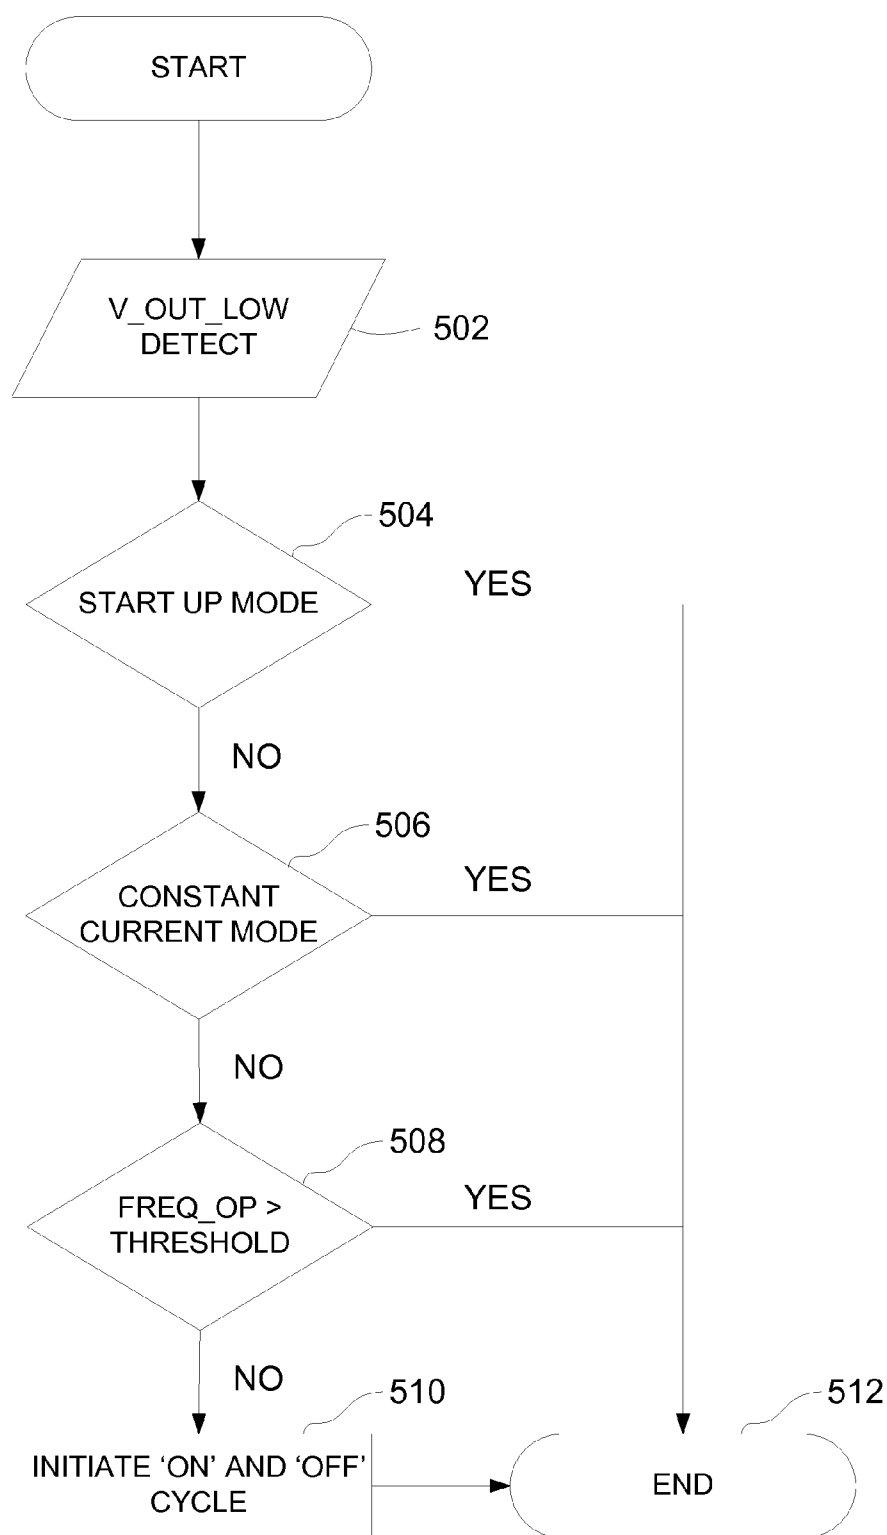 START
V_OUT_LOW
DETECT
502
504
START UP MODE
YES
NO
506
CONSTANT
CURRENT MODE
YES
NO
508
FREQ_OP >
THRESHOLD
YES
NO
510
512
INITIATE ‘ON’ AND ‘OFF’
CYCLE
END